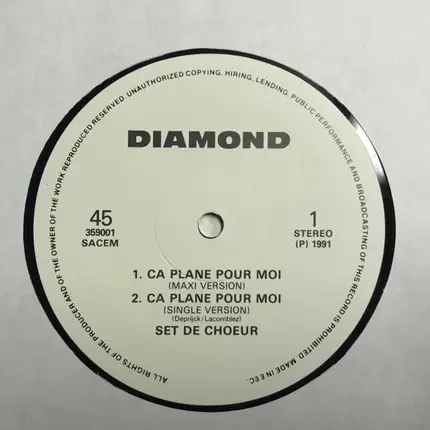 ALL RIGHTS OF THE PRODUCER AND OF THE OWNER OF THE WORK REPRODUCED RESERVED. UNAUTHORIZED COPYING. HIRING, LENDING, PUBLIC PERFORMANCE AND BROADCASTING OF THIS RECORD IS PROHIBITED. MADE IN EEC.
DIAMOND
45
359001
SACEM
1
STEREO
(P) 1991
1. CA PLANE POUR MOI
(MAXI VERSION)
2. CA PLANE POUR MOI
(SINGLE VERSION)
(Deprijck/Lacomblez)
SET DE CHOEUR